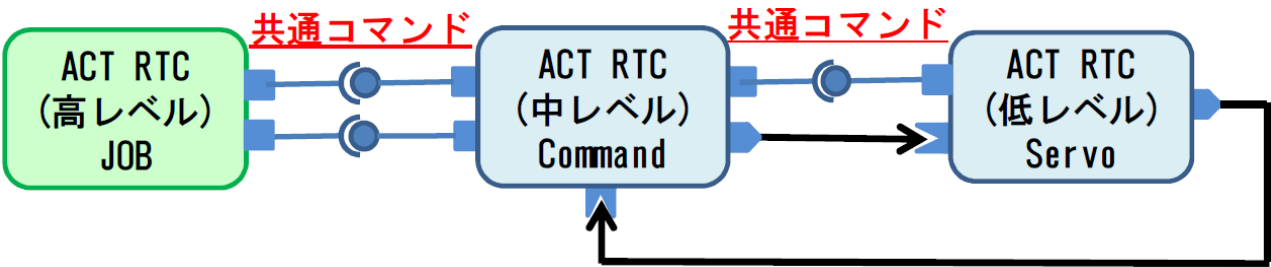 共通コマンド
共通コマンド
ACT RTC
(高レベル)
JOB
ACT RTC
(中レベル)
Command
ACT RTC
(低レベル)
Servo